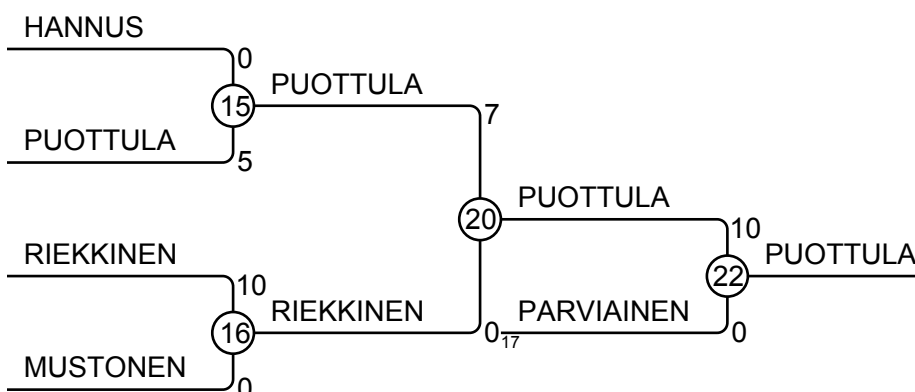 HANNUS
0
15
PUOTTULA
7
PUOTTULA
5
20
PUOTTULA
10
RIEKKINEN
10
22
PUOTTULA
16
RIEKKINEN
0
17
PARVIAINEN
0
MUSTONEN
0